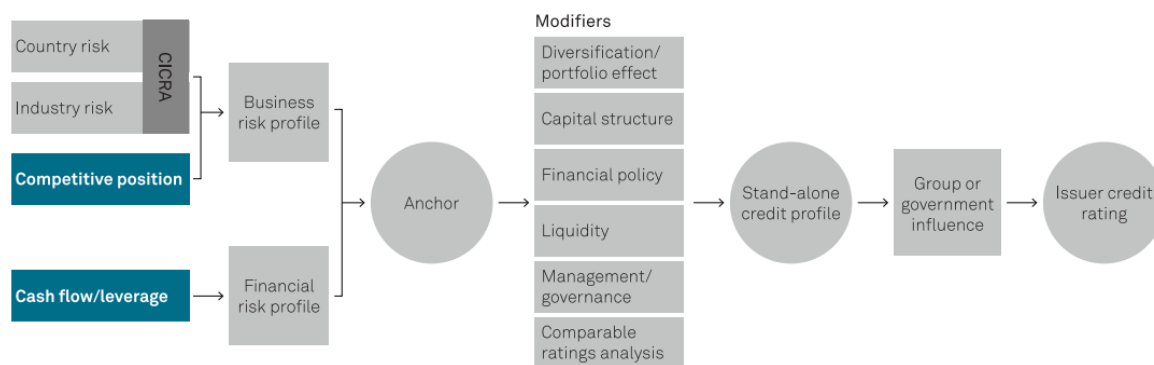 Country risk
Industry risk
CICRA
Competitive position
Cash flow/leverage
Business
risk profile
Financial
risk profile
Anchor
Modifiers
Diversification/
portfolio effect
Capital structure
Financial policy
Liquidity
Management/
governance
Comparable
ratings analysis
Stand-alone
credit profile
Group or
government
influence
Issuer credit
rating